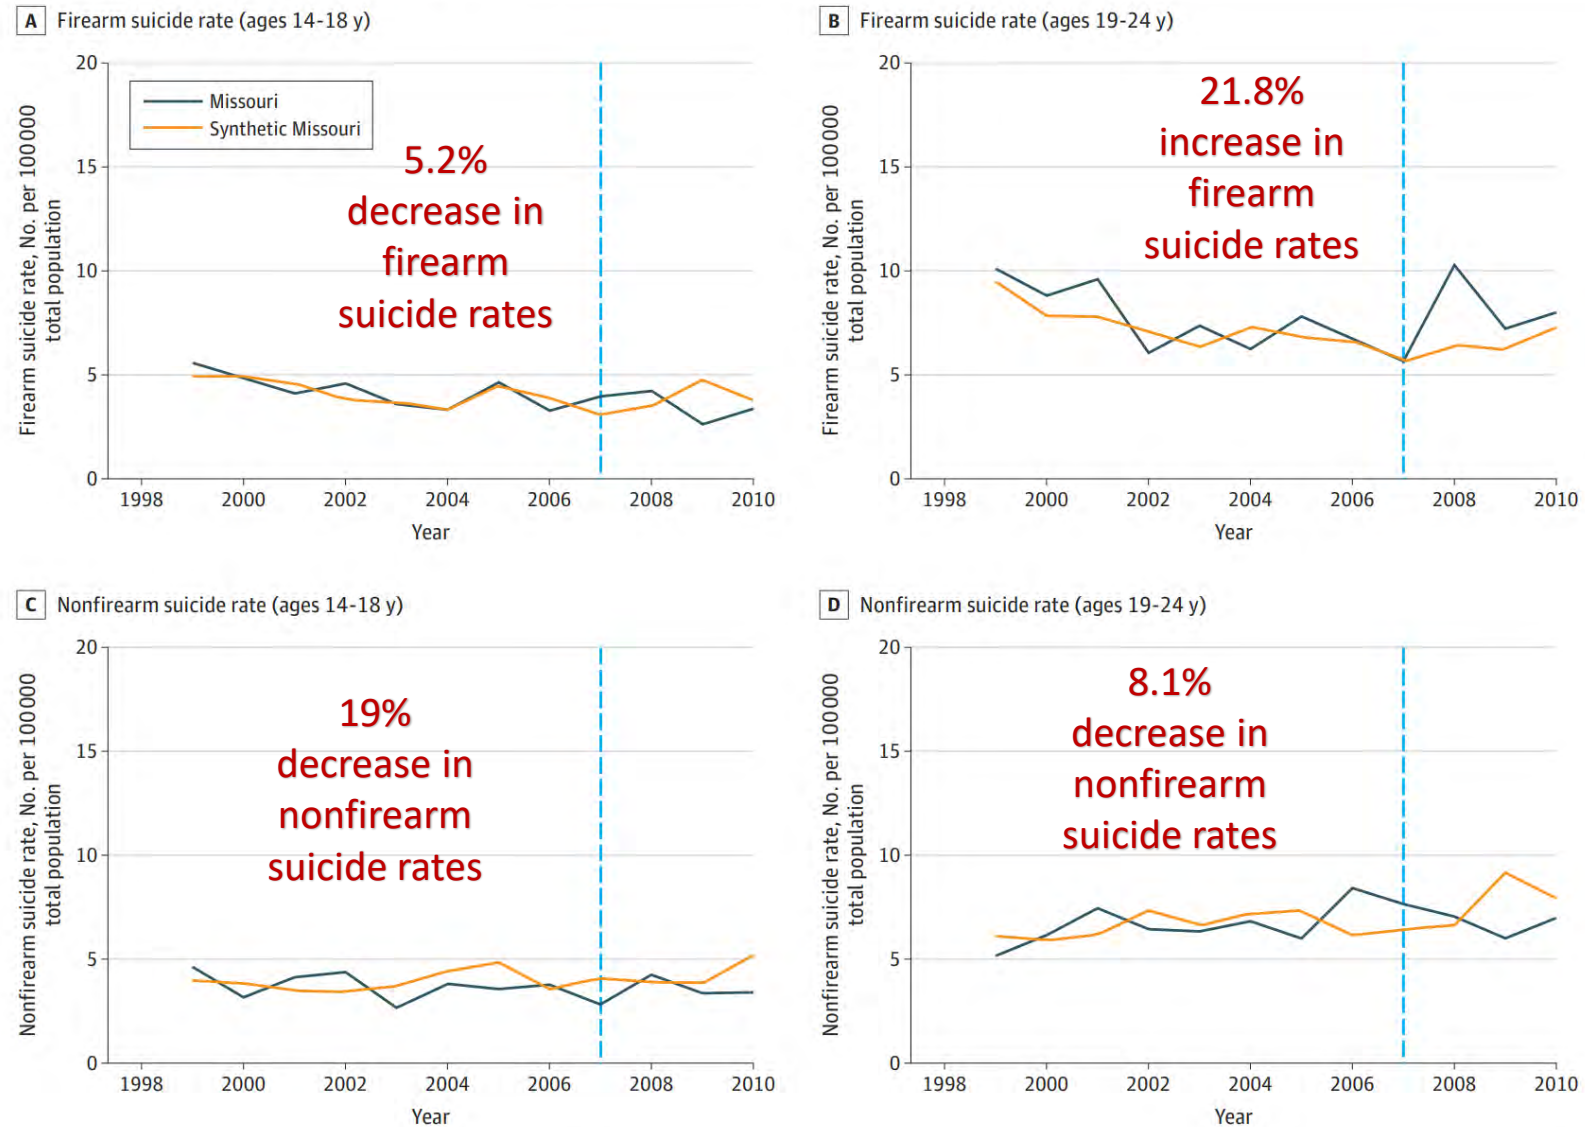 A Firearm suicide rate (ages 14-18 y)
20
15
10
5
0
Firearm suicide rate, No. per 100 000
total population
Missouri
Synthetic Missouri
5.2%
decrease in
firearm
suicide rates
1998 2000 2002 2004 2006 2008 2010
Year
B Firearm suicide rate (ages 19-24 y)
20
15
10
5
0
Firearm suicide rate, No. per 100 000
total population
21.8%
increase in
firearm
suicide rates
1998 2000 2002 2004 2006 2008 2010
Year
C Nonfirearm suicide rate (ages 14-18 y)
20
15
10
5
0
Nonfirearm suicide rate, No. per 100 000
total population
19%
decrease in
nonfirearm
suicide rates
1998 2000 2002 2004 2006 2008 2010
Year
D Nonfirearm suicide rate (ages 19-24 y)
20
15
10
5
0
Nonfirearm suicide rate, No. per 100 000
total population
8.1%
decrease in
nonfirearm
suicide rates
1998 2000 2002 2004 2006 2008 2010
Year